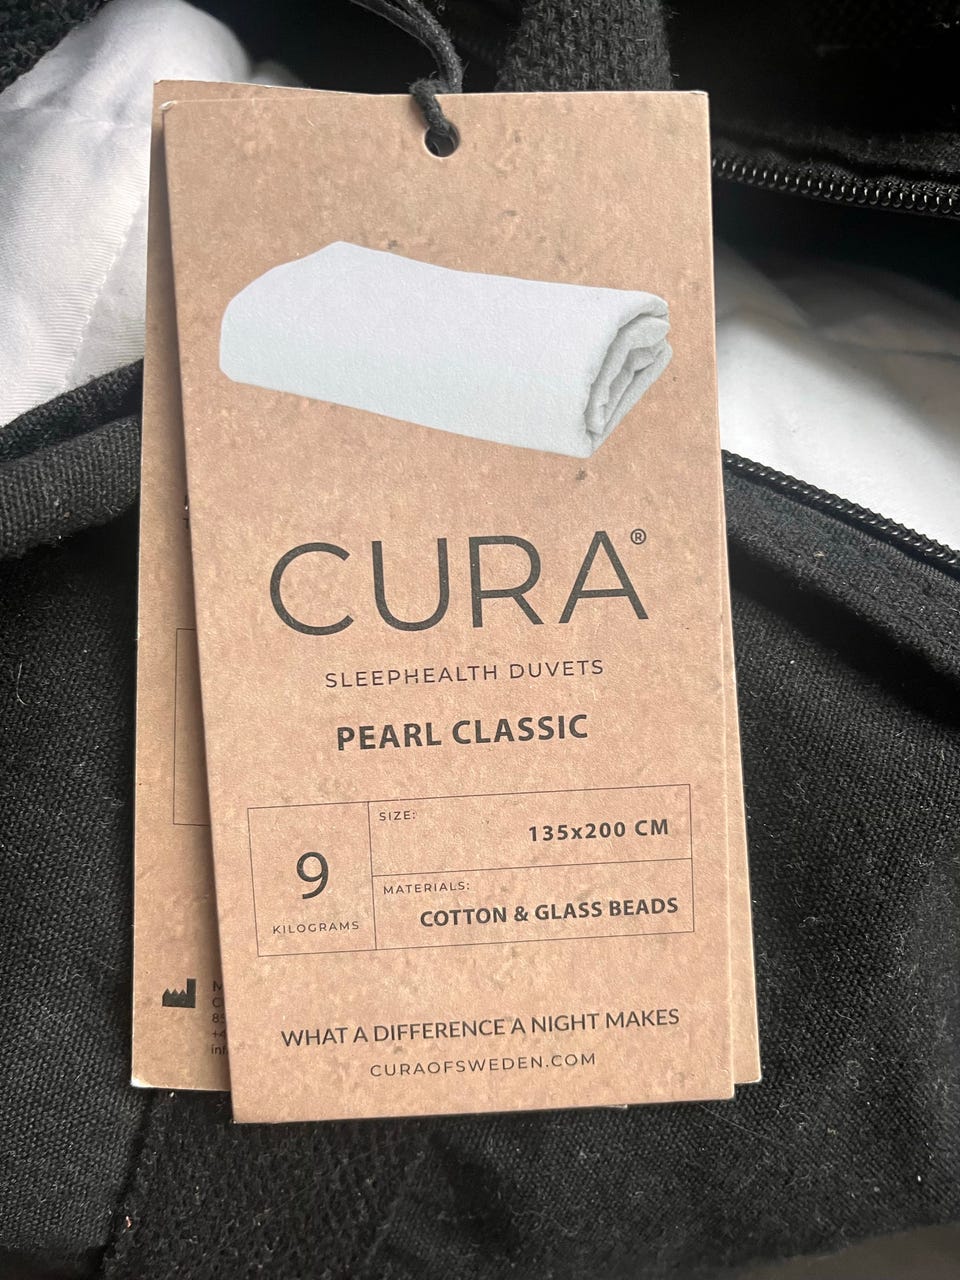 CURA®
SLEEPHEALTH DUVETS
PEARL CLASSIC
9
KILOGRAMS
SIZE:
135x200 CM
MATERIALS:
COTTON & GLASS BEADS
WHAT A DIFFERENCE A NIGHT MAKES
CURAOFSWEDEN.COM